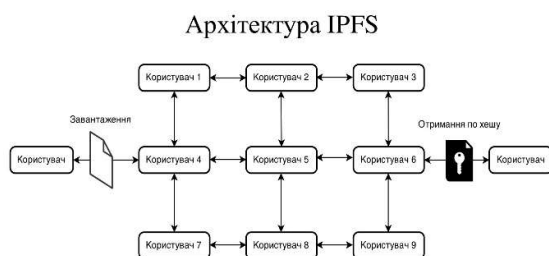 Архітектура IPFS
Користувач 1
Користувач 2
Користувач 3
Завантаження
Отримання по хешу
Користувач
Користувач 4
Користувач 5
Користувач 6
Користувач
Користувач 7
Користувач 8
Користувач 9